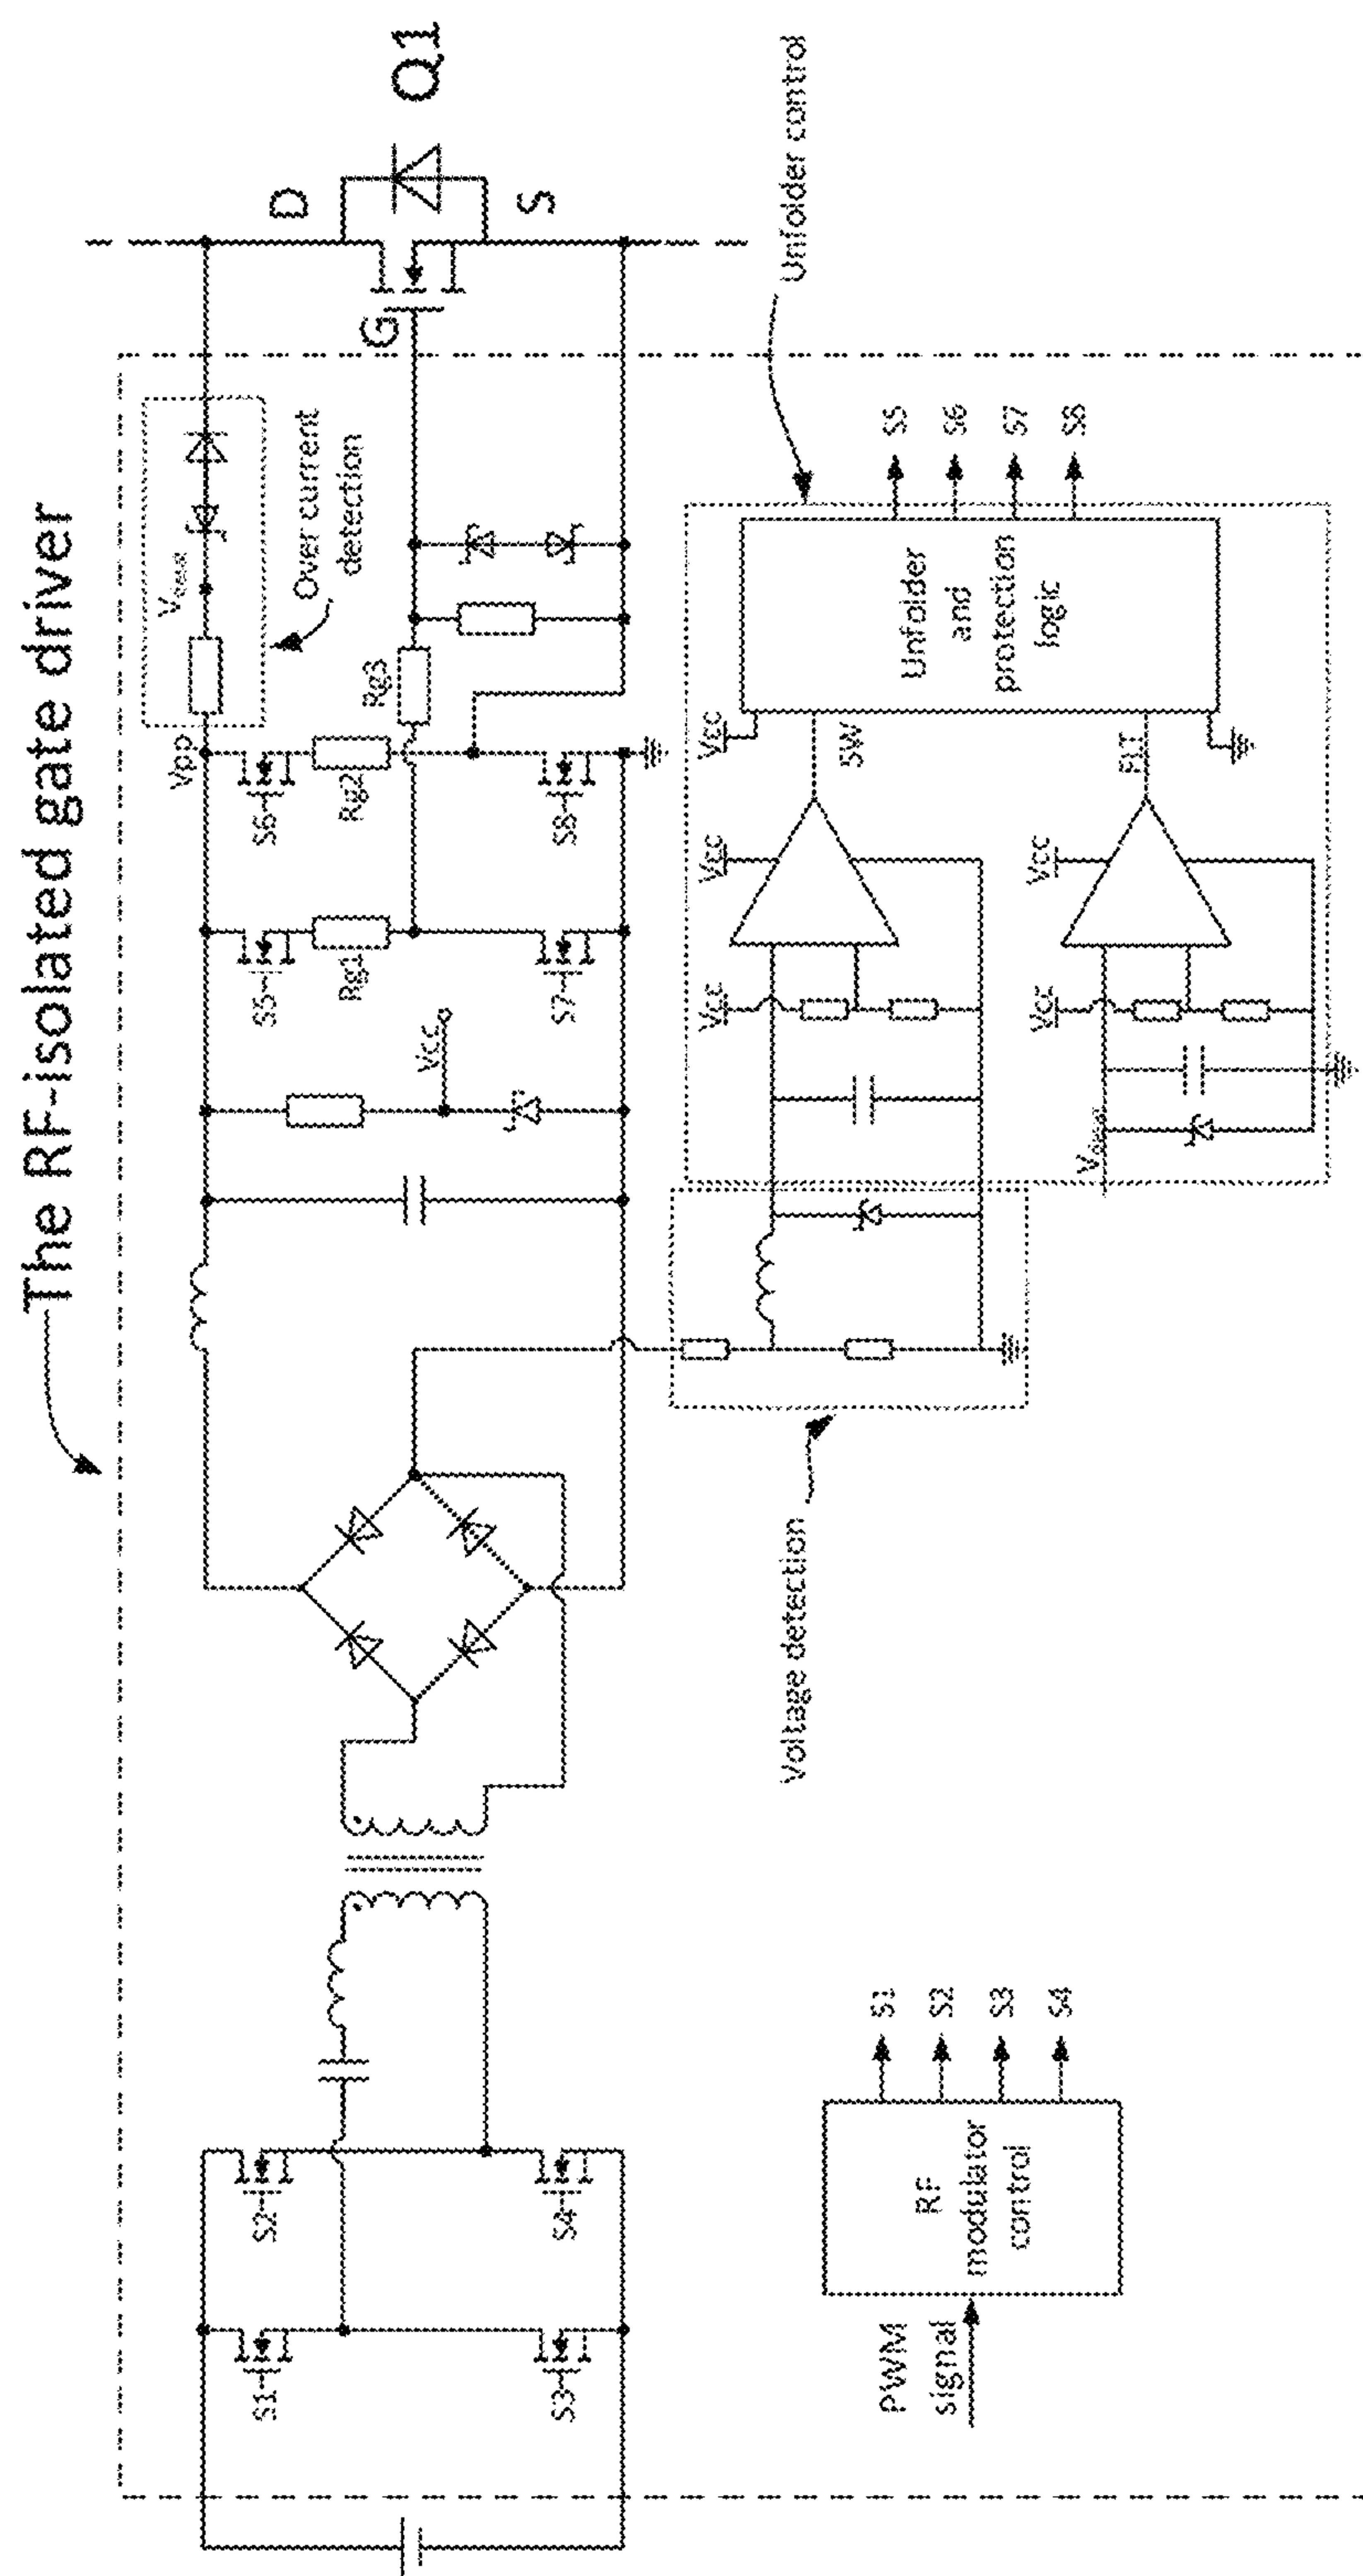 The RF-isolated gate driver
S1
S2
S3
S4
Vcc
S5
S6
Rg1
Rg2
S7
S8
Vpp
Rg3
Over current
detection
D
G
S
Q1
PWM
signal
RF
modulator
control
S1
S2
S3
S4
Voltage detection
Vcc
Vcc
Vcc
SW
Vcc
Vcc
FLT
Unfolder
and
protection
logic
S5
S6
S7
S8
Unfolder control